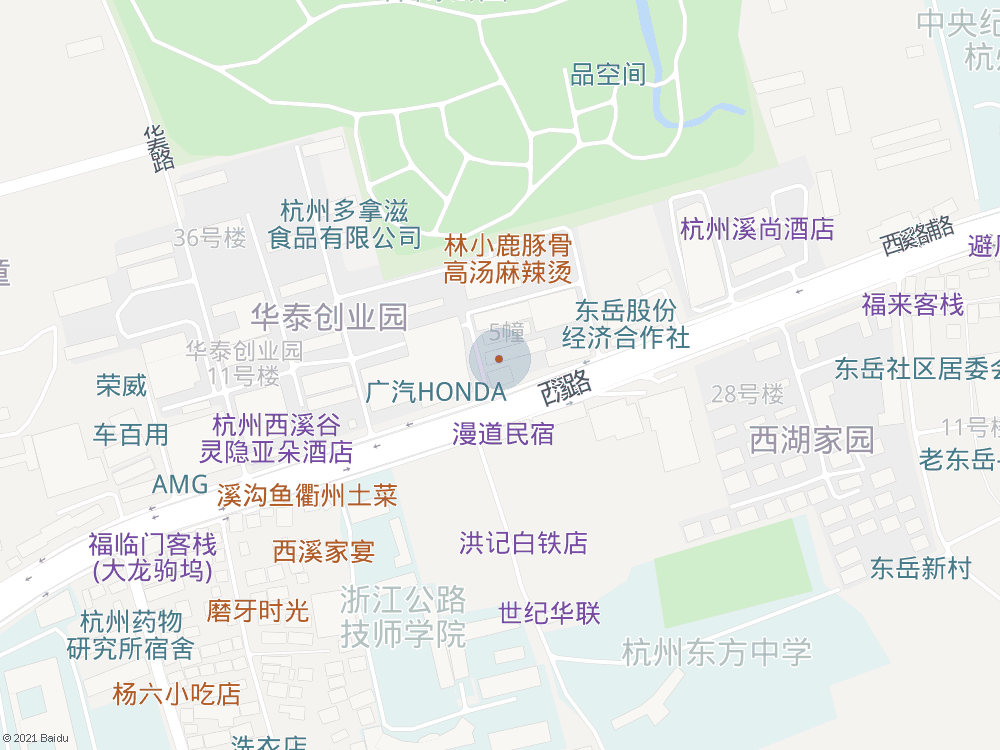 品空间
中央纪
杭州
华泰路
杭州多拿滋
食品有限公司
36号楼
林小鹿豚骨
高汤麻辣烫
杭州溪尚酒店
西溪路辅路
福来客栈
华泰创业园
5幢
东岳股份
经济合作社
华泰创业园
11号楼
荣威
广汽HONDA
西溪路
28号楼
东岳社区居委会
车百用
杭州西溪谷
灵隐亚朵酒店
漫道民宿
西湖家园
11号楼
老东岳
AMG
溪沟鱼衢州土菜
福临门客栈
(大龙驹坞)
西溪家宴
洪记白铁店
东岳新村
杭州药物
研究所宿舍
磨牙时光
浙江公路
技师学院
世纪华联
杭州东方中学
杨六小吃店
洗衣店
© 2021 Baidu